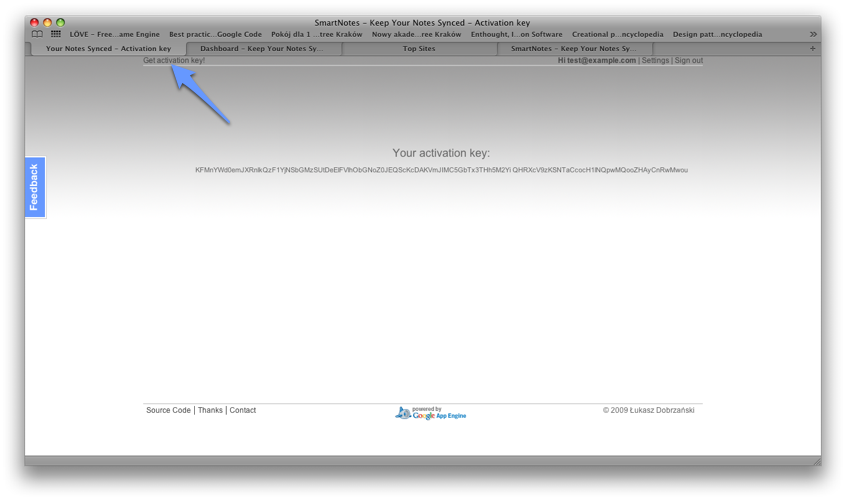 SmartNotes – Keep Your Notes Synced – Activation key
LÖVE – Free...ame Engine Best practic...Google Code Pokój dla 1 ...tree Kraków Nowy akade...ree Kraków Enthought, I...on Software Creational p...ncyclopedia Design patt...ncyclopedia »
Your Notes Synced – Activation key Dashboard – Keep Your Notes Sy... Top Sites SmartNotes – Keep Your Notes Sy... +
Get activation key! Hi test@example.com | Settings | Sign out
Your activation key:
Feedback
Source Code | Thanks | Contact
powered by
Google App Engine
© 2009 Łukasz Dobrzański